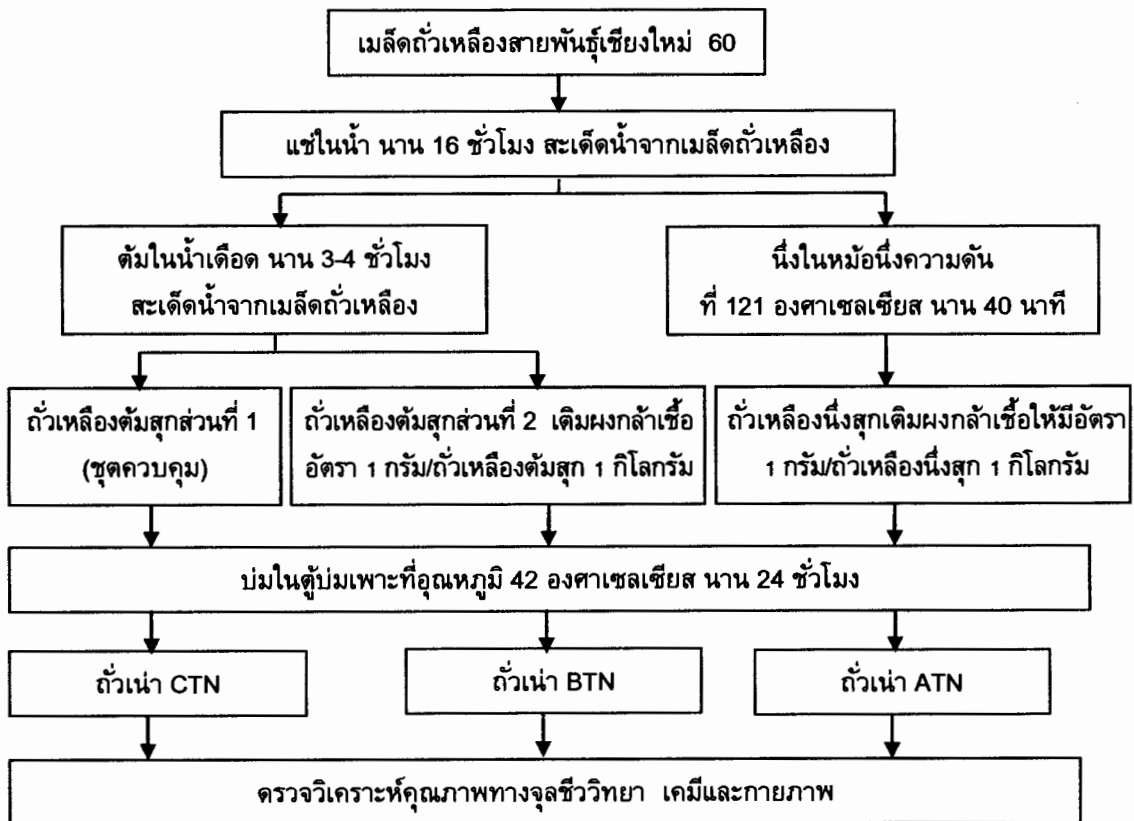 เมล็ดถั่วเหลืองสายพันธุ์เชียงใหม่ 60
แช่ในน้ำ นาน 16 ชั่วโมง สะเด็ดน้ำจากเมล็ดถั่วเหลือง
ต้มในน้ำเดือด นาน 3-4 ชั่วโมง
สะเด็ดน้ำจากเมล็ดถั่วเหลือง
นึ่งในหม้อนึ่งความดัน
ที่ 121 องศาเซลเซียส นาน 40 นาที
ถั่วเหลืองต้มสุกส่วนที่ 1
(ชุดควบคุม)
ถั่วเหลืองต้มสุกส่วนที่ 2 เติมผงกล้าเชื้อ
อัตรา 1 กรัม/ถั่วเหลืองต้มสุก 1 กิโลกรัม
ถั่วเหลืองนึ่งสุกเติมผงกล้าเชื้อให้มีอัตรา
1 กรัม/ถั่วเหลืองนึ่งสุก 1 กิโลกรัม
บ่มในตู้บ่มเพาะที่อุณหภูมิ 42 องศาเซลเซียส นาน 24 ชั่วโมง
ถั่วเน่า CTN
ถั่วเน่า BTN
ถั่วเน่า ATN
ตรวจวิเคราะห์คุณภาพทางจุลชีววิทยา เคมีและกายภาพ